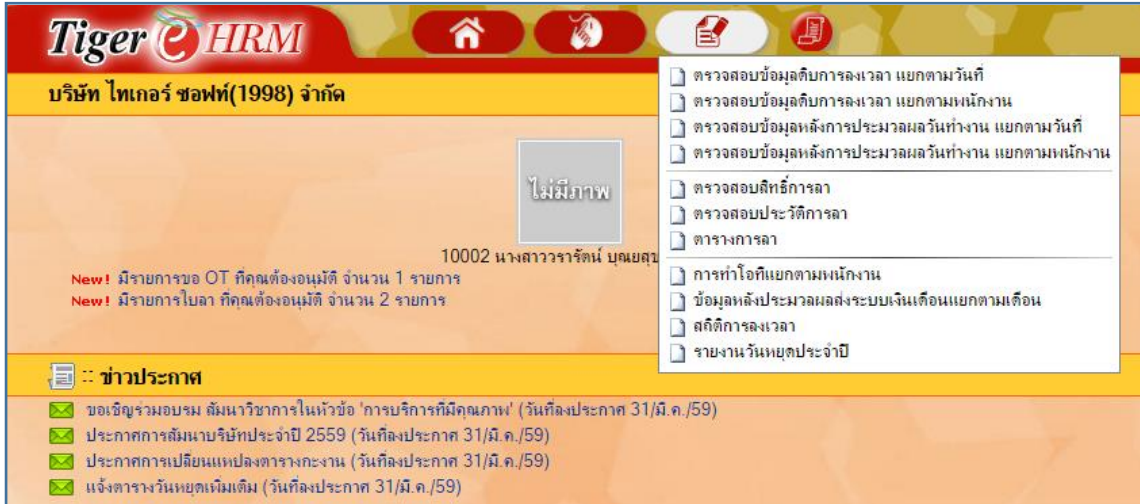 Tiger e HRM
บริษัท ไทเกอร์ ซอฟท์(1998) จำกัด
ตรวจสอบข้อมูลดิบการลงเวลา แยกตามวันที่
ตรวจสอบข้อมูลดิบการลงเวลา แยกตามพนักงาน
ตรวจสอบข้อมูลหลังการประมวลผลวันทำงาน แยกตามวันที่
ตรวจสอบข้อมูลหลังการประมวลผลวันทำงาน แยกตามพนักงาน
ตรวจสอบสิทธิ์การลา
ตรวจสอบประวัติการลา
ตารางการลา
การทำโอทีแยกตามพนักงาน
ข้อมูลหลังประมวลผลส่งระบบเงินเดือนแยกตามเดือน
สถิติการลงเวลา
รายงานวันหยุดประจำปี
ไม่มีภาพ
10002 นางสาววรารัตน์ บุณยสุข
New! มีรายการขอ OT ที่คุณต้องอนุมัติ จำนวน 1 รายการ
New! มีรายการใบลา ที่คุณต้องอนุมัติ จำนวน 2 รายการ
:: ข่าวประกาศ
ขอเชิญร่วมอบรม สัมนาวิชาการในหัวข้อ 'การบริการที่มีคุณภาพ' (วันที่ลงประกาศ 31/มี.ค./59)
ประกาศการสัมนาบริษัทประจำปี 2559 (วันที่ลงประกาศ 31/มี.ค./59)
ประกาศการเปลี่ยนแปลงตารางกะงาน (วันที่ลงประกาศ 31/มี.ค./59)
แจ้งตารางวันหยุดเพิ่มเติม (วันที่ลงประกาศ 31/มี.ค./59)